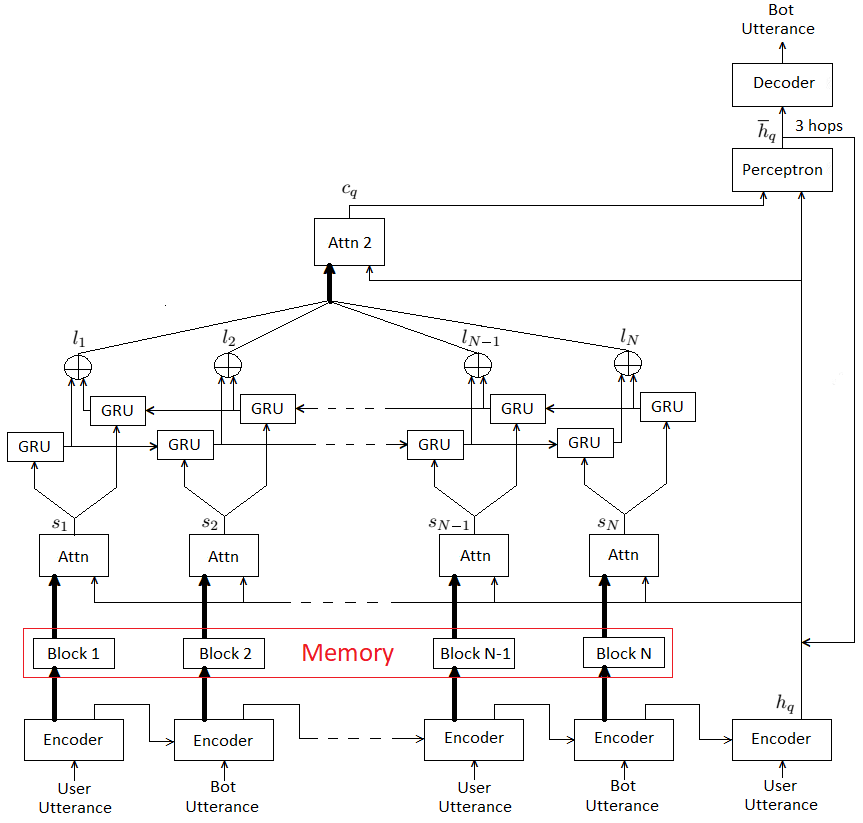 Bot
Utterance
Decoder
h̅_q
3 hops
Perceptron
c_q
Attn 2
l_1
l_2
l_{N-1}
l_N
GRU
GRU
GRU
GRU
GRU
GRU
GRU
GRU
s_1
s_2
s_{N-1}
s_N
Attn
Attn
Attn
Attn
Block 1
Block 2
Memory
Block N-1
Block N
h_q
Encoder
Encoder
Encoder
Encoder
Encoder
User
Utterance
Bot
Utterance
User
Utterance
Bot
Utterance
User
Utterance